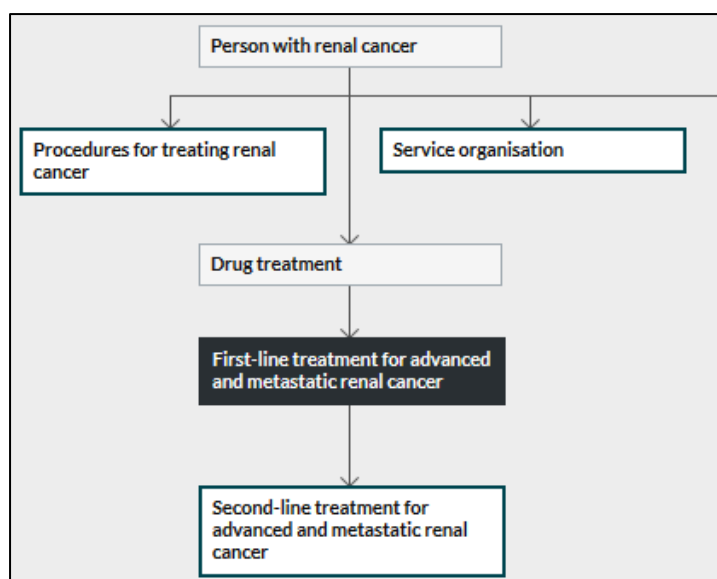 Person with renal cancer
Procedures for treating renal
cancer
Service organisation
Drug treatment
First-line treatment for advanced
and metastatic renal cancer
Second-line treatment for
advanced and metastatic renal
cancer